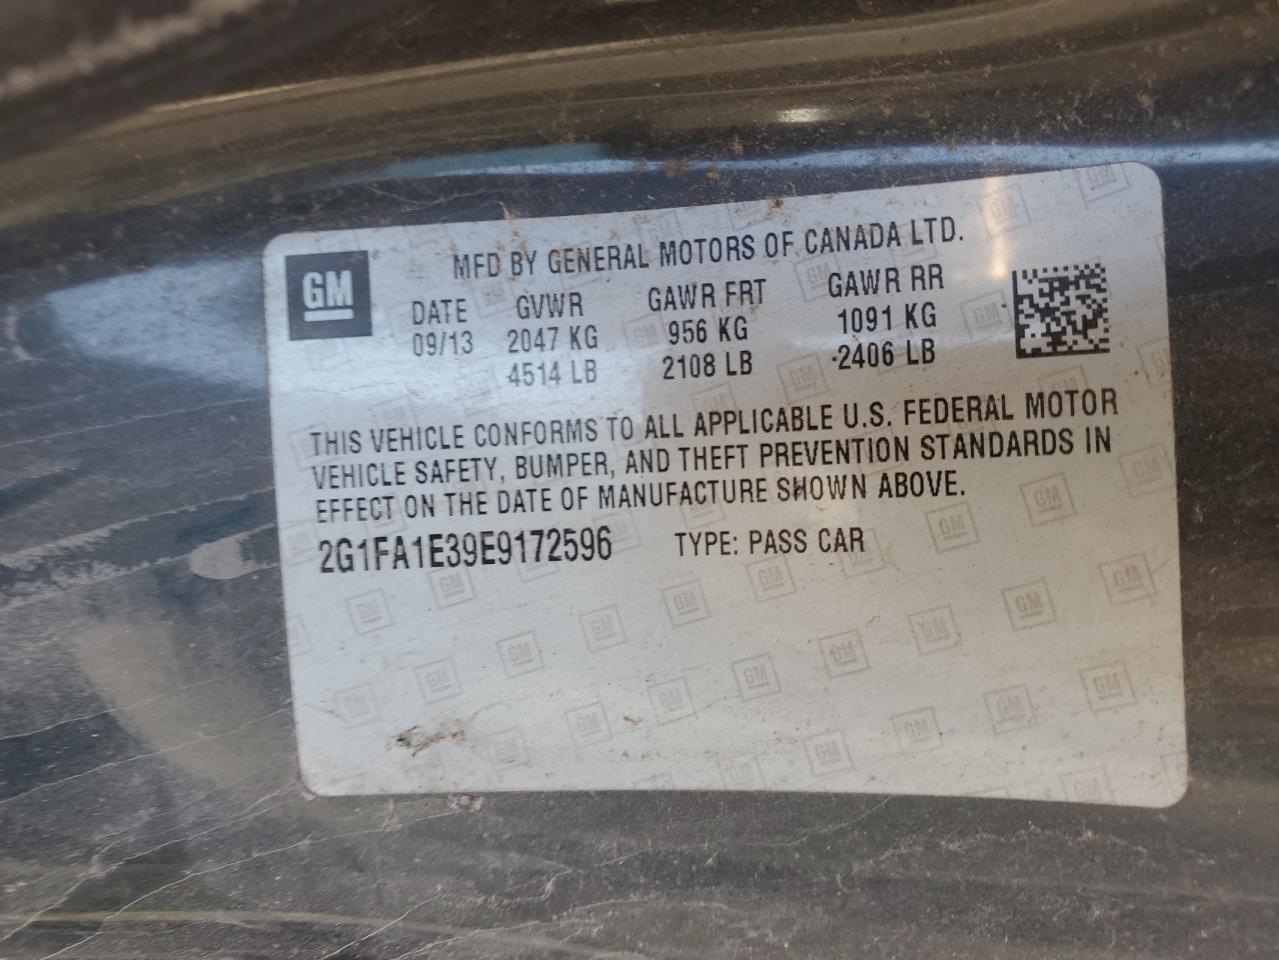 GM ®
MFD BY GENERAL MOTORS OF CANADA LTD.
DATE GVWR GAWR FRT GAWR RR
09/13 2047 KG 956 KG 1091 KG
4514 LB 2108 LB 2406 LB
THIS VEHICLE CONFORMS TO ALL APPLICABLE U.S. FEDERAL MOTOR
VEHICLE SAFETY, BUMPER, AND THEFT PREVENTION STANDARDS IN
EFFECT ON THE DATE OF MANUFACTURE SHOWN ABOVE.
2G1FA1E39E9172596 TYPE: PASS CAR